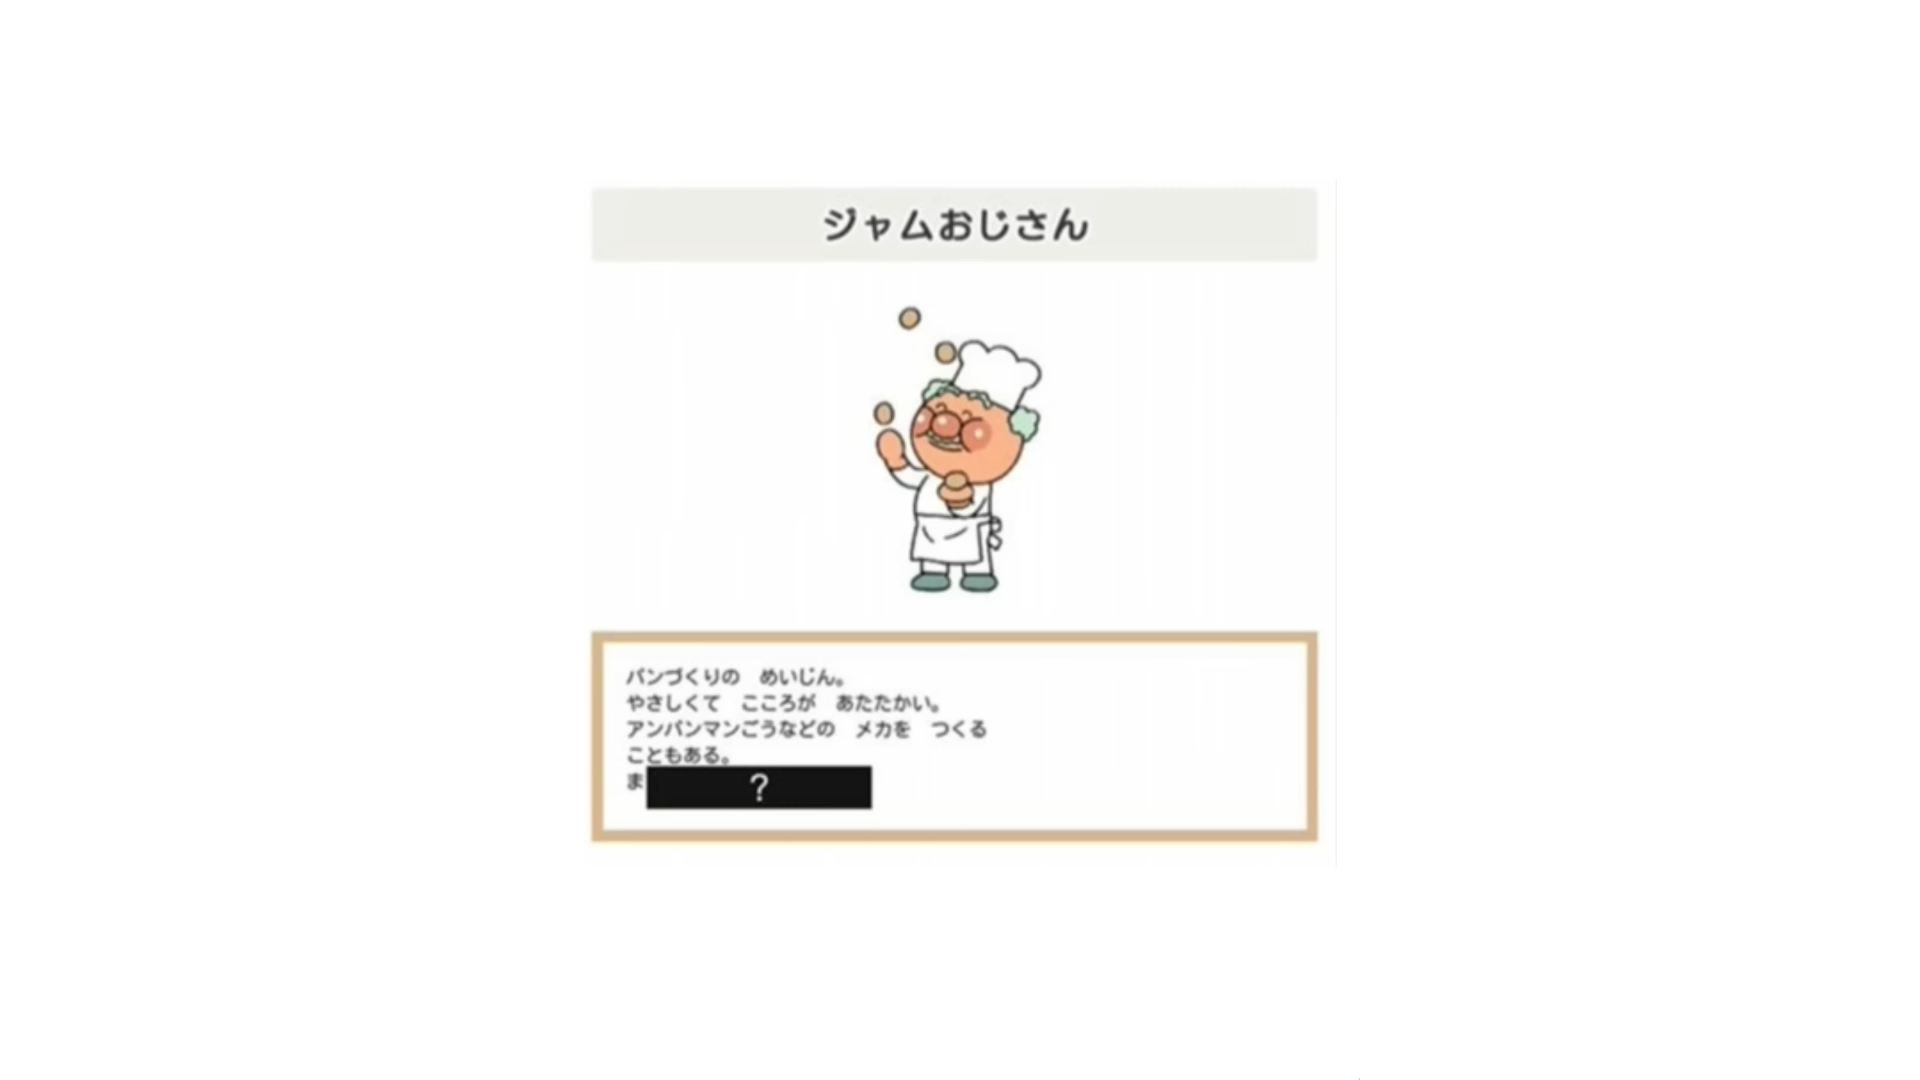 ジャムおじさん
パンづくりの　めいじん。
やさしくて　こころが　あたたかい。
アンパンマンごうなどの　メカを　つくる
こともある。
ま
?